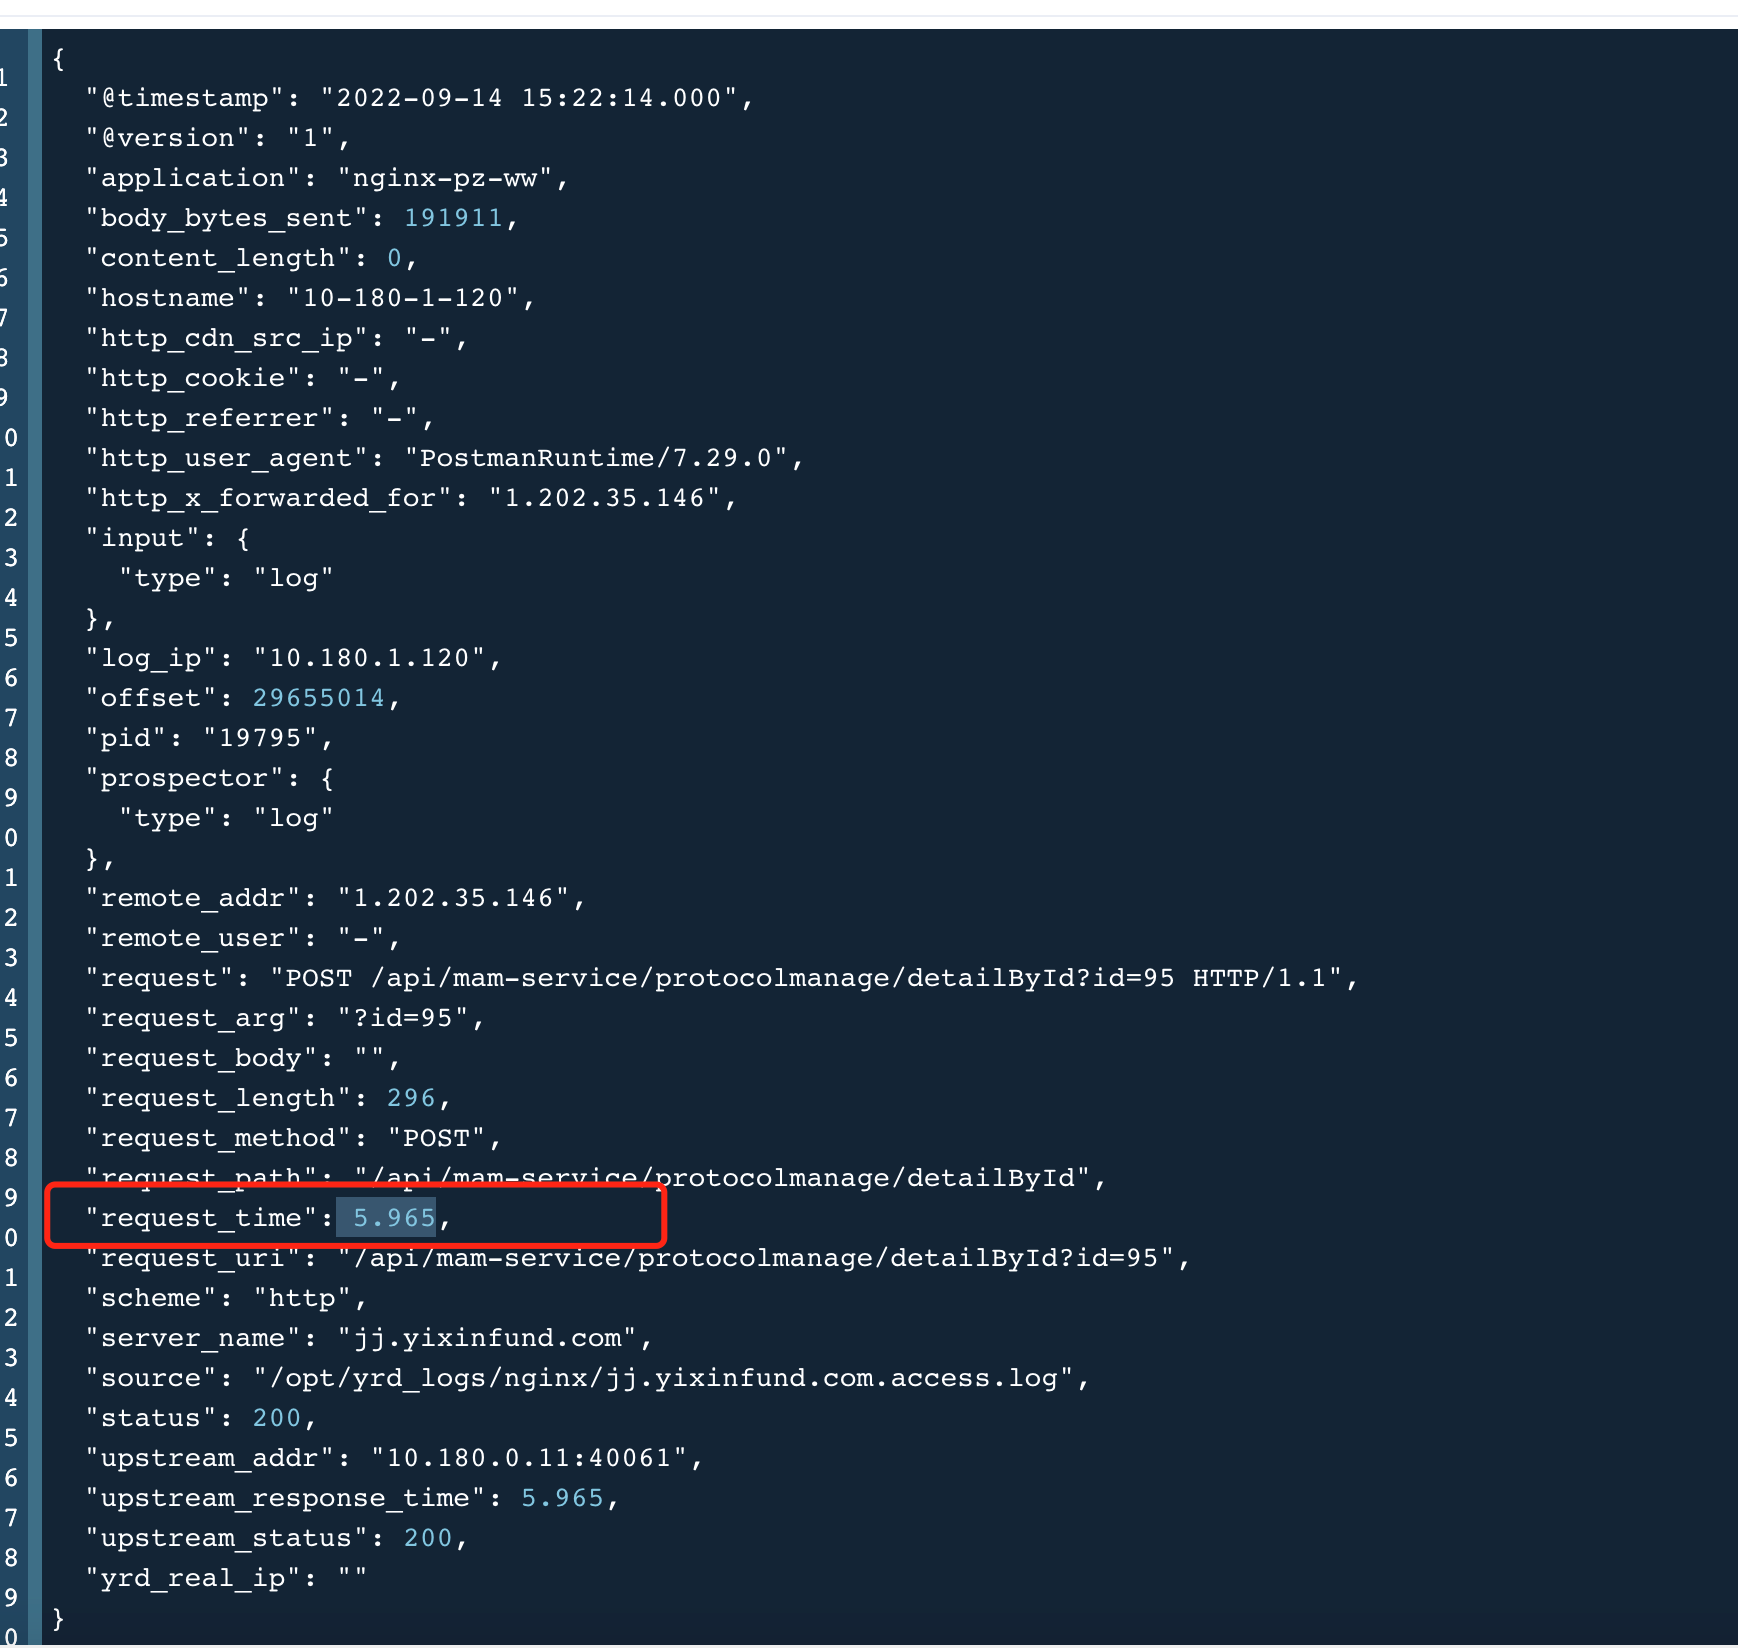 {
"@timestamp": "2022-09-14 15:22:14.000",
"@version": "1",
"application": "nginx-pz-ww",
"body_bytes_sent": 191911,
"content_length": 0,
"hostname": "10-180-1-120",
"http_cdn_src_ip": "-",
"http_cookie": "-",
"http_referrer": "-",
"http_user_agent": "PostmanRuntime/7.29.0",
"http_x_forwarded_for": "1.202.35.146",
"input": {
"type": "log"
},
"log_ip": "10.180.1.120",
"offset": 29655014,
"pid": "19795",
"prospector": {
"type": "log"
},
"remote_addr": "1.202.35.146",
"remote_user": "-",
"request": "POST /api/mam-service/protocolmanage/detailById?id=95 HTTP/1.1",
"request_arg": "?id=95",
"request_body": "",
"request_length": 296,
"request_method": "POST",
"request_path": "/api/mam-service/protocolmanage/detailById",
"request_time": 5.965,
"request_uri": "/api/mam-service/protocolmanage/detailById?id=95",
"scheme": "http",
"server_name": "jj.yixinfund.com",
"source": "/opt/yrd_logs/nginx/jj.yixinfund.com.access.log",
"status": 200,
"upstream_addr": "10.180.0.11:40061",
"upstream_response_time": 5.965,
"upstream_status": 200,
"yrd_real_ip": ""
}